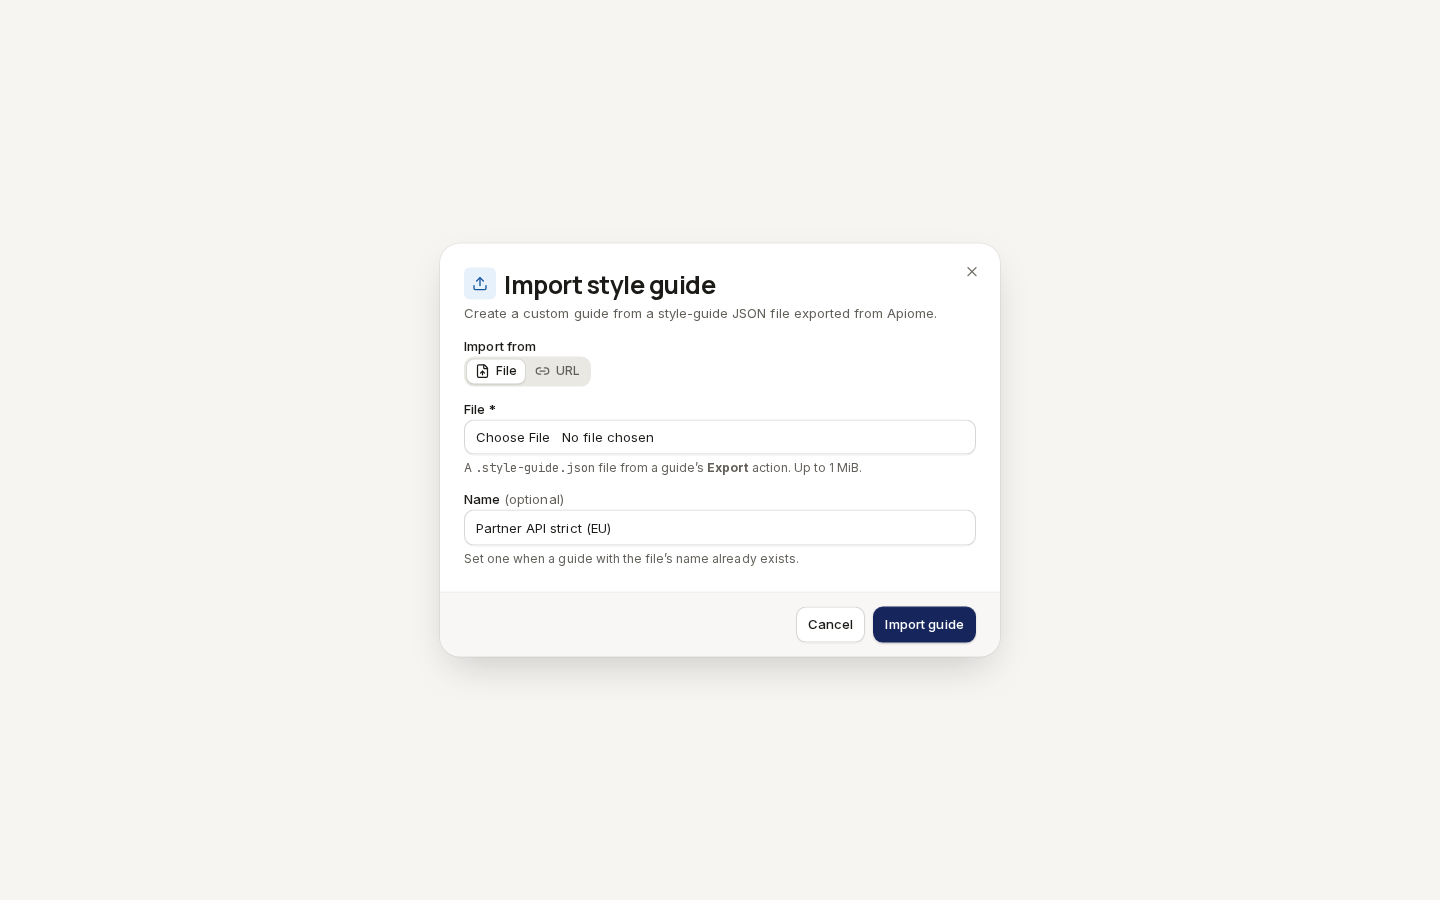 Import style guide
Create a custom guide from a style-guide JSON file exported from Apiome.
Import from
File URL
File *
Choose File No file chosen
A .style-guide.json file from a guide’s Export action. Up to 1 MiB.
Name (optional)
Partner API strict (EU)
Set one when a guide with the file’s name already exists.
Cancel Import guide